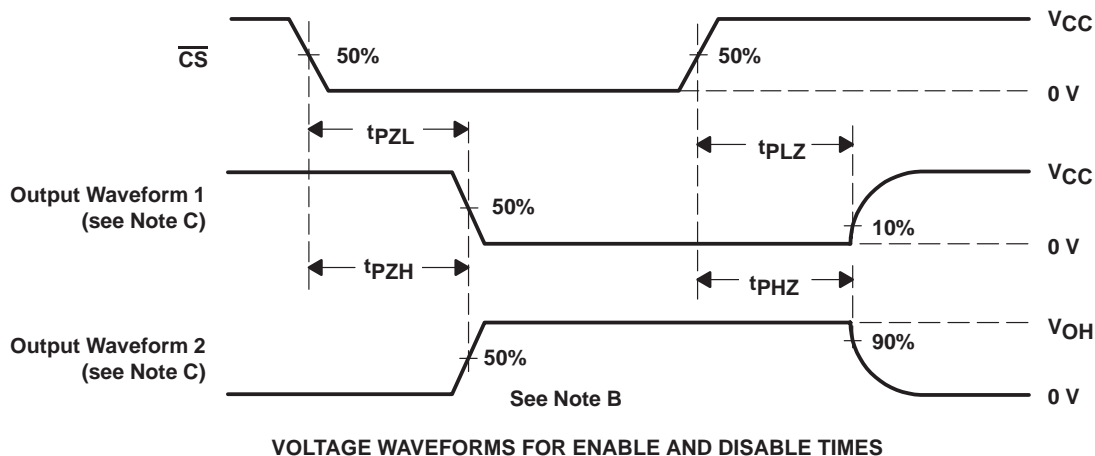 VCC
CS
50%
50%
0 V
tPZL
tPLZ
VCC
Output Waveform 1
(see Note C)
50%
10%
0 V
tPZH
tPHZ
VOH
Output Waveform 2
(see Note C)
50%
90%
See Note B
0 V
VOLTAGE WAVEFORMS FOR ENABLE AND DISABLE TIMES